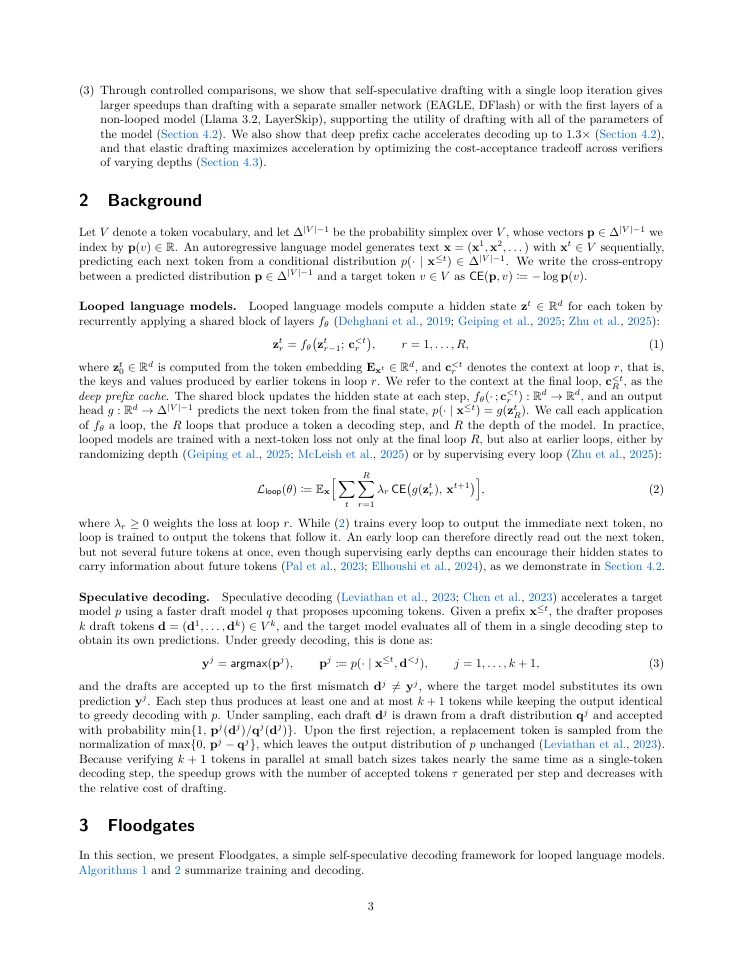 (3) Through controlled comparisons, we show that self-speculative drafting with a single loop iteration gives
larger speedups than drafting with a separate smaller network (EAGLE, DFlash) or with the first layers of a
non-looped model (Llama 3.2, LayerSkip), supporting the utility of drafting with all of the parameters of
the model (Section 4.2). We also show that deep prefix cache accelerates decoding up to 1.3× (Section 4.2),
and that elastic drafting maximizes acceleration by optimizing the cost-acceptance tradeoff across verifiers
of varying depths (Section 4.3).
2 Background
Let V denote a token vocabulary, and let Δ^{|V|−1} be the probability simplex over V, whose vectors p ∈ Δ^{|V|−1} we
index by p(v) ∈ ℝ. An autoregressive language model generates text x = (x^1, x^2, . . . ) with x^t ∈ V sequentially,
predicting each next token from a conditional distribution p(· | x^{≤t}) ∈ Δ^{|V|−1}. We write the cross-entropy
between a predicted distribution p ∈ Δ^{|V|−1} and a target token v ∈ V as CE(p, v) ≔ − log p(v).
Looped language models. Looped language models compute a hidden state z^t ∈ ℝ^d for each token by
recurrently applying a shared block of layers f_θ (Dehghani et al., 2019; Geiping et al., 2025; Zhu et al., 2025):
z_r^t = f_θ(z_{r−1}^t; c_r^{<t}), r = 1, . . . , R, (1)
where z_0^t ∈ ℝ^d is computed from the token embedding E_{x^t} ∈ ℝ^d, and c_r^{<t} denotes the context at loop r, that is,
the keys and values produced by earlier tokens in loop r. We refer to the context at the final loop, c_R^{<t}, as the
deep prefix cache. The shared block updates the hidden state at each step, f_θ(· ; c_r^{<t}) : ℝ^d → ℝ^d, and an output
head g : ℝ^d → Δ^{|V|−1} predicts the next token from the final state, p(· | x^{≤t}) = g(z_R^t). We call each application
of f_θ a loop, the R loops that produce a token a decoding step, and R the depth of the model. In practice,
looped models are trained with a next-token loss not only at the final loop R, but also at earlier loops, either by
randomizing depth (Geiping et al., 2025; McLeish et al., 2025) or by supervising every loop (Zhu et al., 2025):
L_loop(θ) ≔ E_x[∑_t ∑_{r=1}^R λ_r CE(g(z_r^t), x^{t+1})], (2)
where λ_r ≥ 0 weights the loss at loop r. While (2) trains every loop to output the immediate next token, no
loop is trained to output the tokens that follow it. An early loop can therefore directly read out the next token,
but not several future tokens at once, even though supervising early depths can encourage their hidden states to
carry information about future tokens (Pal et al., 2023; Elhoushi et al., 2024), as we demonstrate in Section 4.2.
Speculative decoding. Speculative decoding (Leviathan et al., 2023; Chen et al., 2023) accelerates a target
model p using a faster draft model q that proposes upcoming tokens. Given a prefix x^{≤t}, the drafter proposes
k draft tokens d = (d^1, . . . , d^k) ∈ V^k, and the target model evaluates all of them in a single decoding step to
obtain its own predictions. Under greedy decoding, this is done as:
y^j = argmax(p^j), p^j ≔ p(· | x^{≤t}, d^{<j}), j = 1, . . . , k + 1, (3)
and the drafts are accepted up to the first mismatch d^j ≠ y^j, where the target model substitutes its own
prediction y^j. Each step thus produces at least one and at most k + 1 tokens while keeping the output identical
to greedy decoding with p. Under sampling, each draft d^j is drawn from a draft distribution q^j and accepted
with probability min{1, p^j(d^j)/q^j(d^j)}. Upon the first rejection, a replacement token is sampled from the
normalization of max{0, p^j − q^j}, which leaves the output distribution of p unchanged (Leviathan et al., 2023).
Because verifying k + 1 tokens in parallel at small batch sizes takes nearly the same time as a single-token
decoding step, the speedup grows with the number of accepted tokens τ generated per step and decreases with
the relative cost of drafting.
3 Floodgates
In this section, we present Floodgates, a simple self-speculative decoding framework for looped language models.
Algorithms 1 and 2 summarize training and decoding.
3